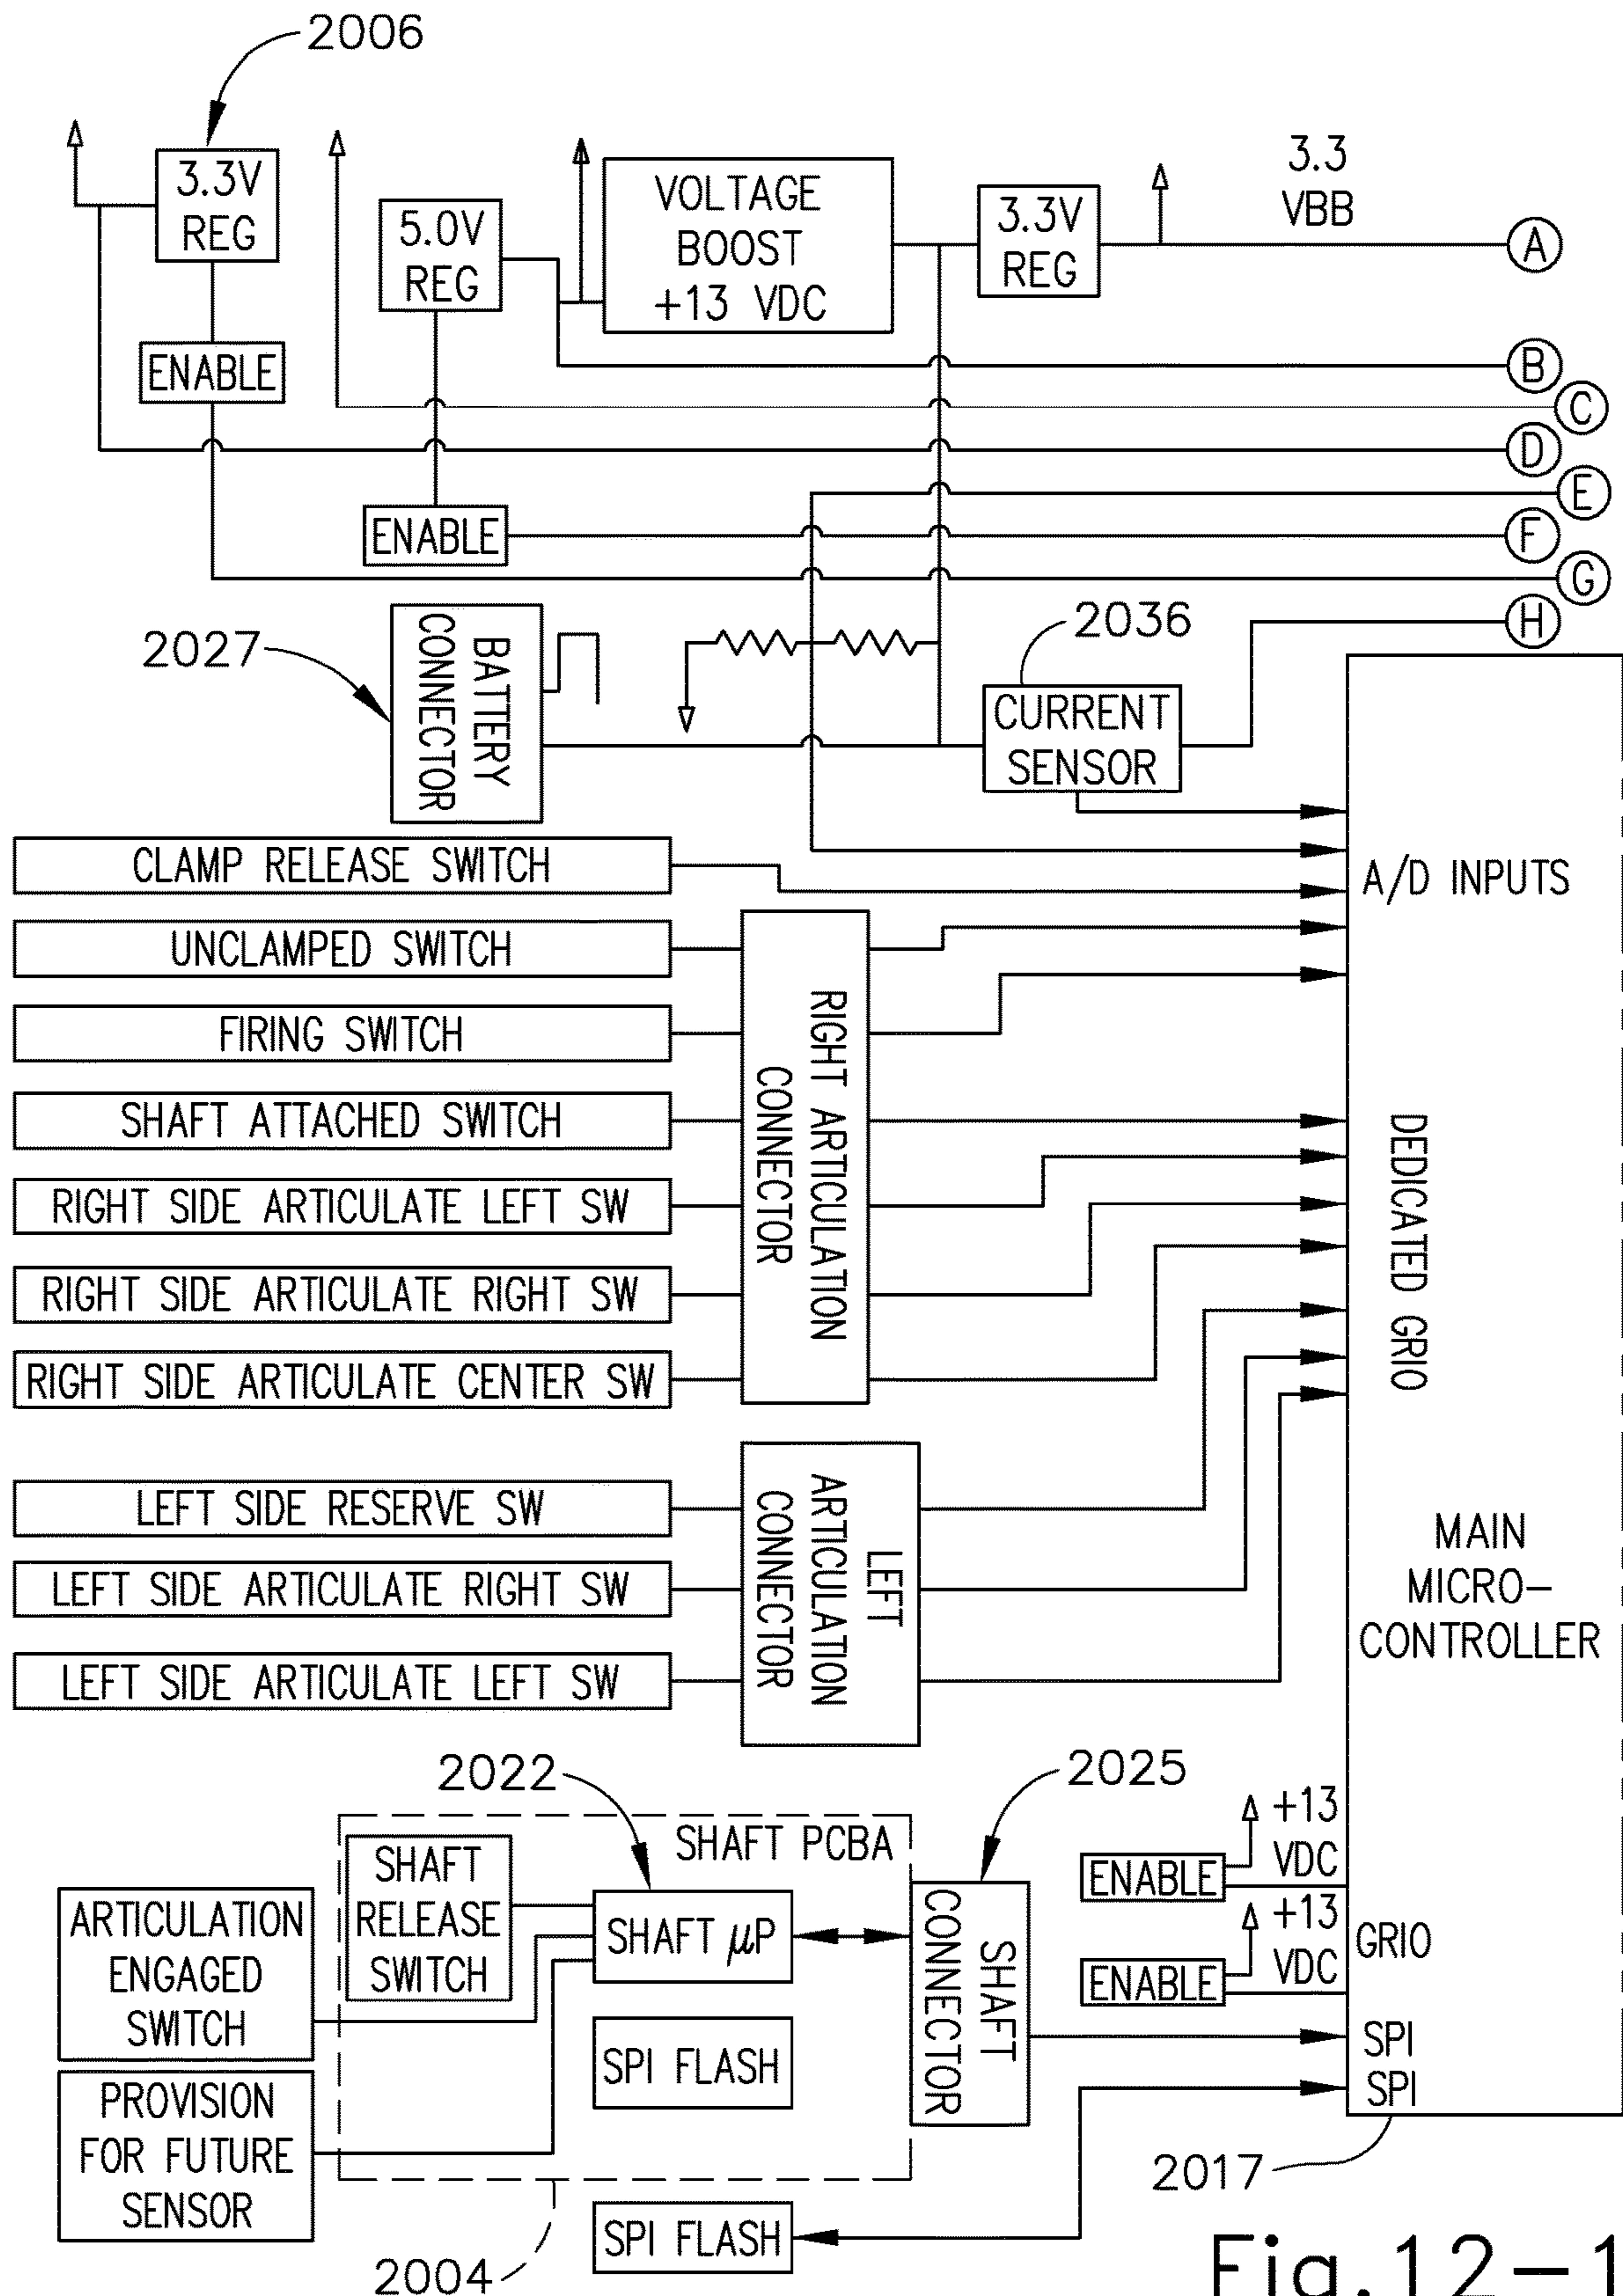 2006
3.3V
REG
5.0V
REG
VOLTAGE
BOOST
+13 VDC
3.3V
REG
3.3
VBB
A
ENABLE
B
C
D
E
ENABLE
F
G
H
2027
BATTERY
CONNECTOR
2036
CURRENT
SENSOR
CLAMP RELEASE SWITCH
A/D INPUTS
UNCLAMPED SWITCH
FIRING SWITCH
SHAFT ATTACHED SWITCH
RIGHT SIDE ARTICULATE LEFT SW
RIGHT SIDE ARTICULATE RIGHT SW
RIGHT SIDE ARTICULATE CENTER SW
RIGHT ARTICULATION
CONNECTOR
DEDICATED GRIO
LEFT SIDE RESERVE SW
LEFT SIDE ARTICULATE RIGHT SW
LEFT SIDE ARTICULATE LEFT SW
LEFT
ARTICULATION
CONNECTOR
MAIN
MICRO-
CONTROLLER
2022
2025
SHAFT PCBA
SHAFT
RELEASE
SWITCH
ARTICULATION
ENGAGED
SWITCH
SHAFT μP
SHAFT
CONNECTOR
ENABLE
+13
VDC
ENABLE
+13
VDC
GRIO
SPI
SPI
SPI FLASH
PROVISION
FOR FUTURE
SENSOR
SPI FLASH
2004
2017
Fig.12-1